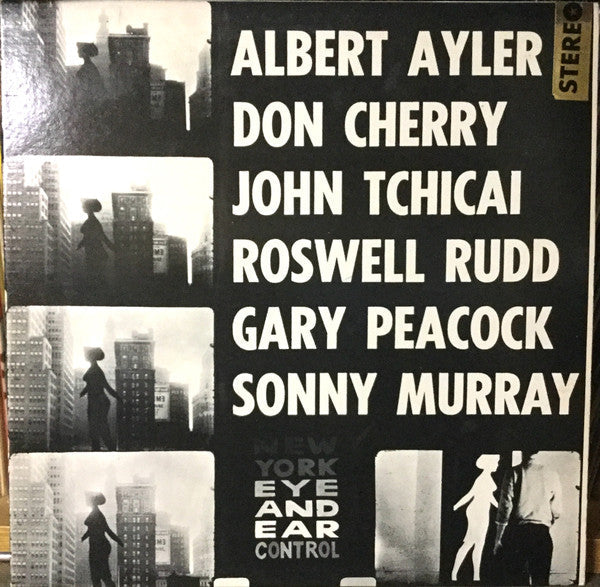 STEREO
ALBERT AYLER
DON CHERRY
JOHN TCHICAI
ROSWELL RUDD
GARY PEACOCK
SONNY MURRAY
NEW
YORK
EYE
AND
EAR
CONTROL